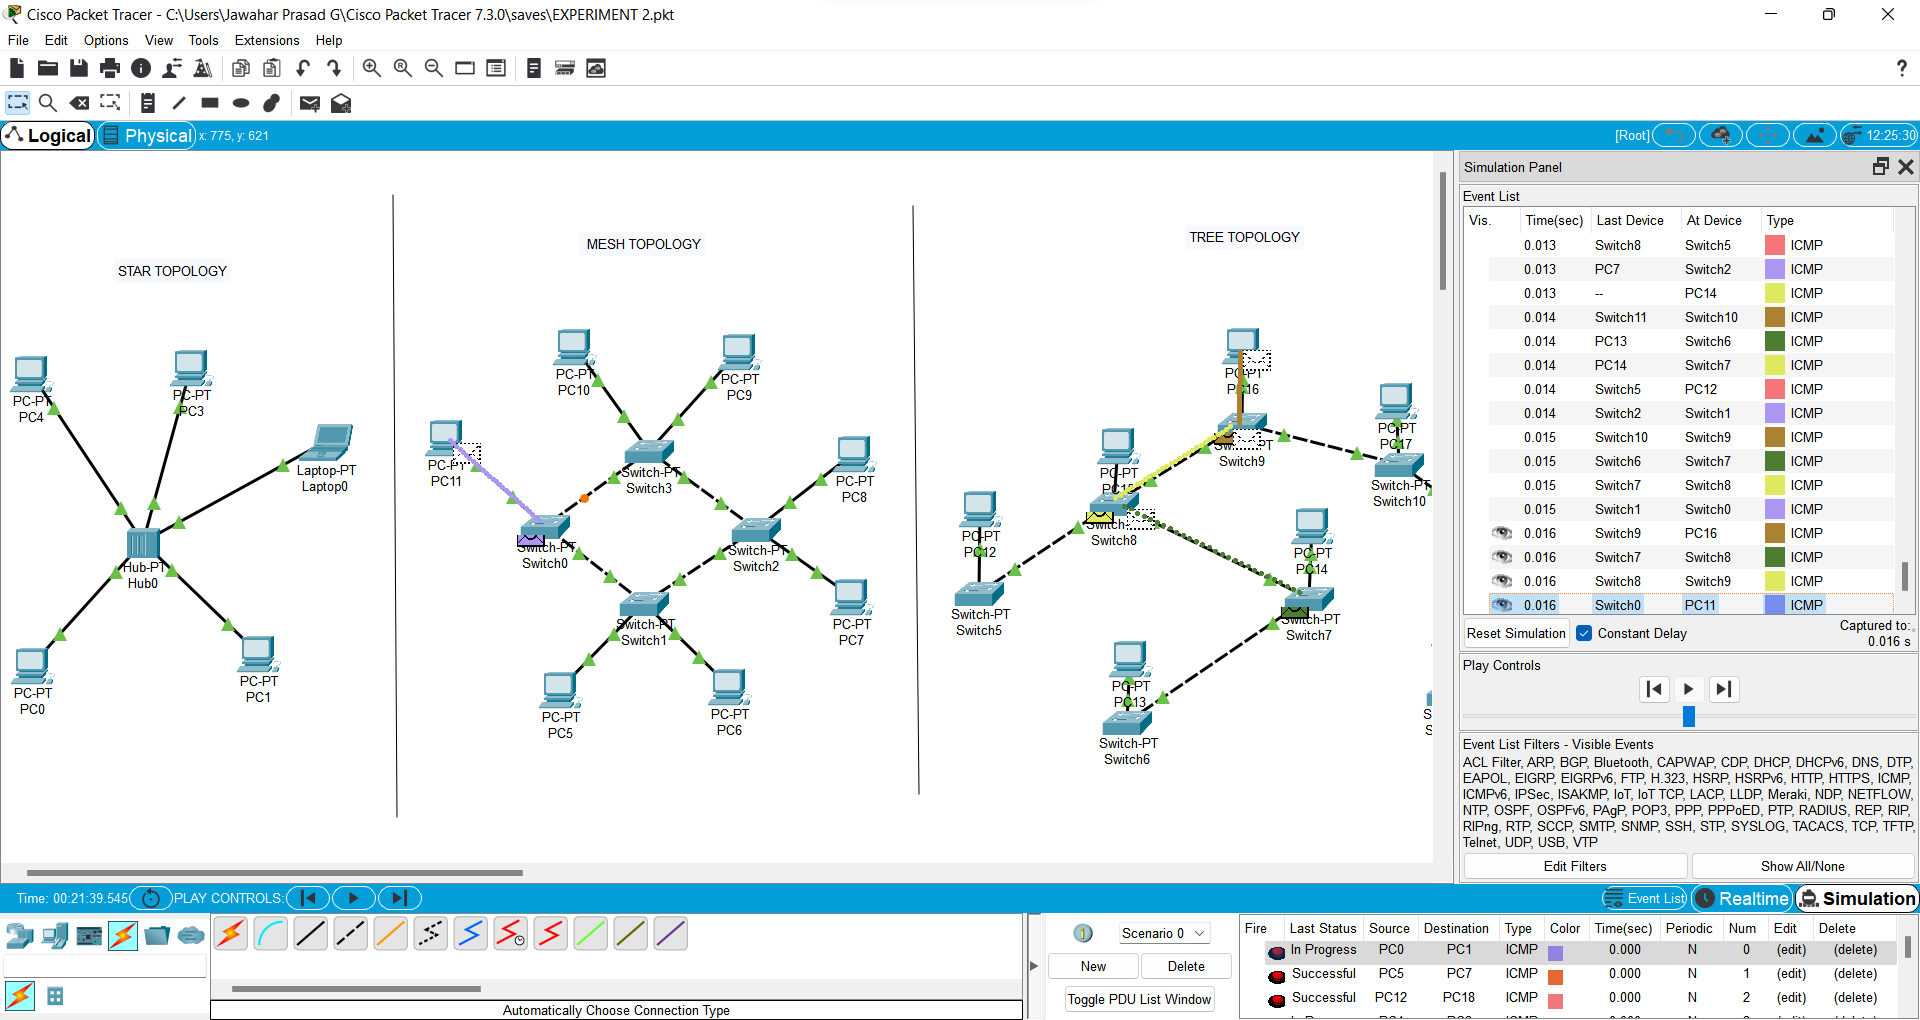 Cisco Packet Tracer - C:\Users\Jawahar Prasad G\Cisco Packet Tracer 7.3.0\saves\EXPERIMENT 2.pkt
File Edit Options View Tools Extensions Help
Logical Physical x: 775, y: 621 [Root] 12:25:30
STAR TOPOLOGY
PC-PT
PC4
PC-PT
PC3
Laptop-PT
Laptop0
Hub-PT
Hub0
PC-PT
PC0
PC-PT
PC1
MESH TOPOLOGY
PC-PT
PC10
PC-PT
PC9
PC-PT
PC11
Switch-PT
Switch3
PC-PT
PC8
Switch-PT
Switch0
Switch-PT
Switch2
Switch-PT
Switch1
PC-PT
PC7
PC-PT
PC5
PC-PT
PC6
TREE TOPOLOGY
PC-PT
PC16
PC-PT
PC17
Switch9
Switch-PT
Switch10
PC-PT
Switch8
PC-PT
PC12
PC-PT
PC14
Switch-PT
Switch5
Switch-PT
Switch7
PC-PT
PC13
Switch-PT
Switch6
S
S
Simulation Panel
Event List
Vis. Time(sec) Last Device At Device Type
0.013 Switch8 Switch5 ICMP
0.013 PC7 Switch2 ICMP
0.013 -- PC14 ICMP
0.014 Switch11 Switch10 ICMP
0.014 PC13 Switch6 ICMP
0.014 PC14 Switch7 ICMP
0.014 Switch5 PC12 ICMP
0.014 Switch2 Switch1 ICMP
0.015 Switch10 Switch9 ICMP
0.015 Switch6 Switch7 ICMP
0.015 Switch7 Switch8 ICMP
0.015 Switch1 Switch0 ICMP
0.016 Switch9 PC16 ICMP
0.016 Switch7 Switch8 ICMP
0.016 Switch8 Switch9 ICMP
0.016 Switch0 PC11 ICMP
Reset Simulation Constant Delay Captured to:
0.016 s
Play Controls
Event List Filters - Visible Events
ACL Filter, ARP, BGP, Bluetooth, CAPWAP, CDP, DHCP, DHCPv6, DNS, DTP,
EAPOL, EIGRP, EIGRPv6, FTP, H.323, HSRP, HSRPv6, HTTP, HTTPS, ICMP,
ICMPv6, IPSec, ISAKMP, IoT, IoT TCP, LACP, LLDP, Meraki, NDP, NETFLOW,
NTP, OSPF, OSPFv6, PAgP, POP3, PPP, PPPoED, PTP, RADIUS, REP, RIP,
RIPng, RTP, SCCP, SMTP, SNMP, SSH, STP, SYSLOG, TACACS, TCP, TFTP,
Telnet, UDP, USB, VTP
Edit Filters Show All/None
Time: 00:21:39.545 PLAY CONTROLS: Event List Realtime Simulation
Automatically Choose Connection Type
Scenario 0
New Delete
Toggle PDU List Window
Fire Last Status Source Destination Type Color Time(sec) Periodic Num Edit Delete
In Progress PC0 PC1 ICMP 0.000 N 0 (edit) (delete)
Successful PC5 PC7 ICMP 0.000 N 1 (edit) (delete)
Successful PC12 PC18 ICMP 0.000 N 2 (edit) (delete)